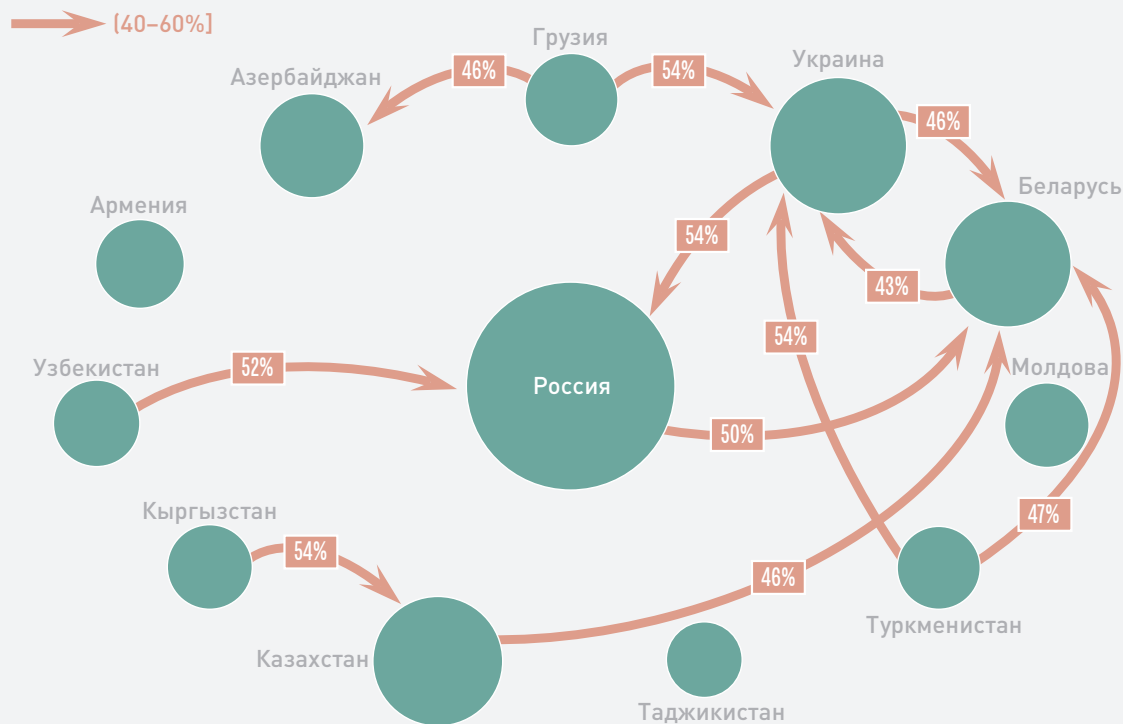 [40–60%]
Грузия
Украина
46%
54%
Азербайджан
46%
Беларусь
Армения
54%
43%
54%
Молдова
Узбекистан
52%
Россия
50%
Кыргызстан
47%
54%
46%
Туркменистан
Казахстан
Таджикистан